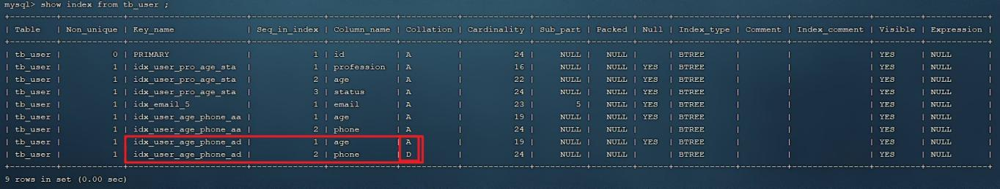 mysql> show index from tb_user ;
+---------+------------+----------------------+--------------+-------------+-----------+-------------+----------+--------+------+------------+---------+---------------+---------+------------+
| Table | Non_unique | Key_name | Seq_in_index | Column_name | Collation | Cardinality | Sub_part | Packed | Null | Index_type | Comment | Index_comment | Visible | Expression |
+---------+------------+----------------------+--------------+-------------+-----------+-------------+----------+--------+------+------------+---------+---------------+---------+------------+
| tb_user | 0 | PRIMARY | 1 | id | A | 24 | NULL | NULL | | BTREE | | | YES | NULL |
| tb_user | 1 | idx_user_pro_age_sta | 1 | profession | A | 16 | NULL | NULL | YES | BTREE | | | YES | NULL |
| tb_user | 1 | idx_user_pro_age_sta | 2 | age | A | 22 | NULL | NULL | YES | BTREE | | | YES | NULL |
| tb_user | 1 | idx_user_pro_age_sta | 3 | status | A | 24 | NULL | NULL | YES | BTREE | | | YES | NULL |
| tb_user | 1 | idx_email_5 | 1 | email | A | 23 | 5 | NULL | YES | BTREE | | | YES | NULL |
| tb_user | 1 | idx_user_age_phone_aa | 1 | age | A | 19 | NULL | NULL | YES | BTREE | | | YES | NULL |
| tb_user | 1 | idx_user_age_phone_aa | 2 | phone | A | 24 | NULL | NULL | | BTREE | | | YES | NULL |
| tb_user | 1 | idx_user_age_phone_ad | 1 | age | A | 19 | NULL | NULL | YES | BTREE | | | YES | NULL |
| tb_user | 1 | idx_user_age_phone_ad | 2 | phone | D | 24 | NULL | NULL | | BTREE | | | YES | NULL |
+---------+------------+----------------------+--------------+-------------+-----------+-------------+----------+--------+------+------------+---------+---------------+---------+------------+
9 rows in set (0.00 sec)